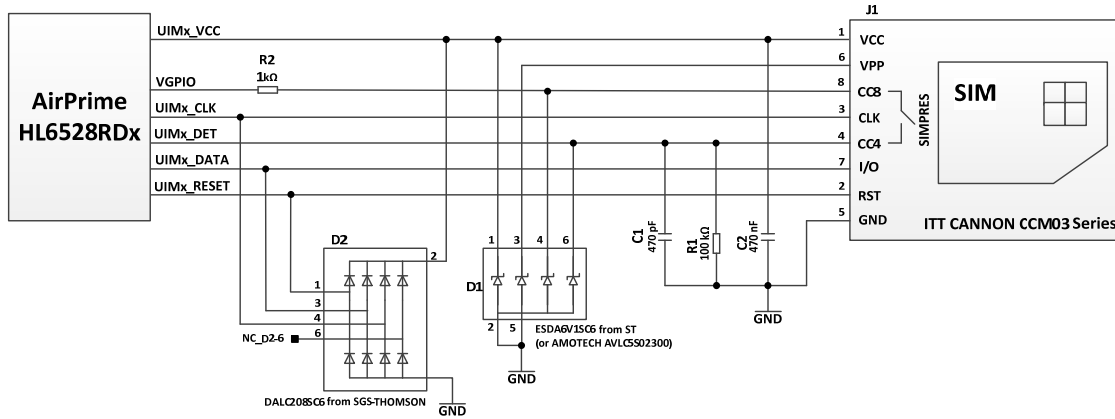 J1
UIMx_VCC
1
VCC
R2
1kΩ
6
VPP
VGPIO
8
CC8
AirPrime
HL6528RDx
SIM
UIMx_CLK
3
CLK
SIMPRES
UIMx_DET
4
CC4
UIMx_DATA
7
I/O
UIMx_RESET
2
RST
5
GND
ITT CANNON CCM03 Series
D2
2
1
3
4
6
NC_D2-6
1
3
4
6
D1
2
5
C1
470 pF
R1
100 kΩ
C2
470 nF
GND
ESDA6V1SC6 from ST
(or AMOTECH AVLC5S02300)
GND
DALC208SC6 from SGS-THOMSON
GND